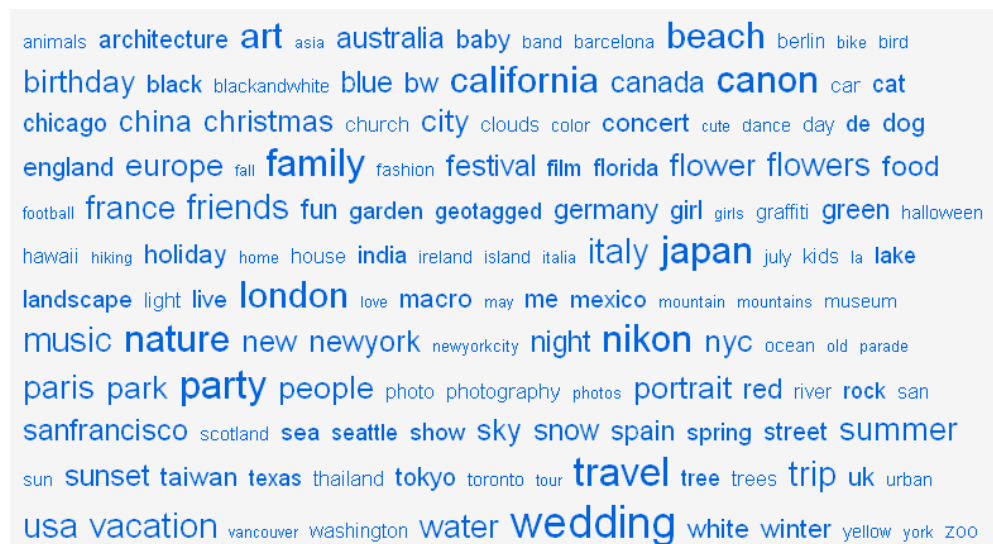 animals architecture art asia australia baby band barcelona beach berlin bike bird
birthday black blackandwhite blue bw california canada canon car cat
chicago china christmas church city clouds color concert cute dance day de dog
england europe fall family fashion festival film florida flower flowers food
football france friends fun garden geotagged germany girl girls graffiti green halloween
hawaii hiking holiday home house india ireland island italia italy japan july kids la lake
landscape light live london love macro may me mexico mountain mountains museum
music nature new newyork newyorkcity night nikon nyc ocean old parade
paris park party people photo photography photos portrait red river rock san
sanfrancisco scotland sea seattle show sky snow spain spring street summer
sun sunset taiwan texas thailand tokyo toronto tour travel tree trees trip uk urban
usa vacation vancouver washington water wedding white winter yellow york zoo